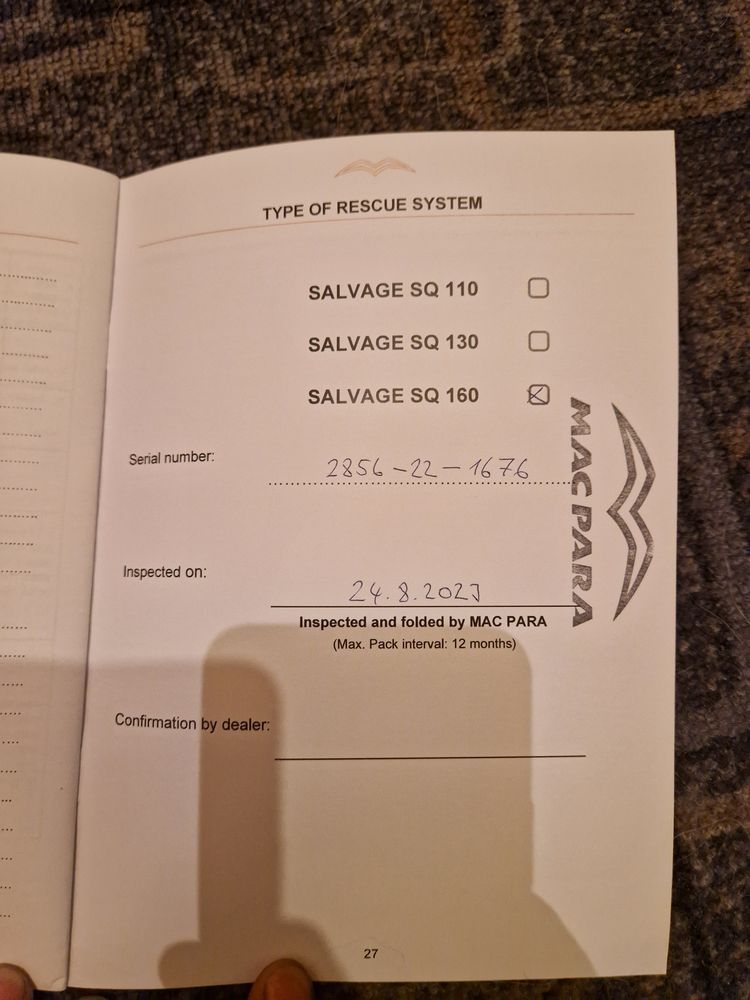 TYPE OF RESCUE SYSTEM
SALVAGE SQ 110
SALVAGE SQ 130
SALVAGE SQ 160
Serial number: 2856-22-1676
MAC PARA
Inspected on: 24.8.2023
Inspected and folded by MAC PARA
(Max. Pack interval: 12 months)
Confirmation by dealer:
27